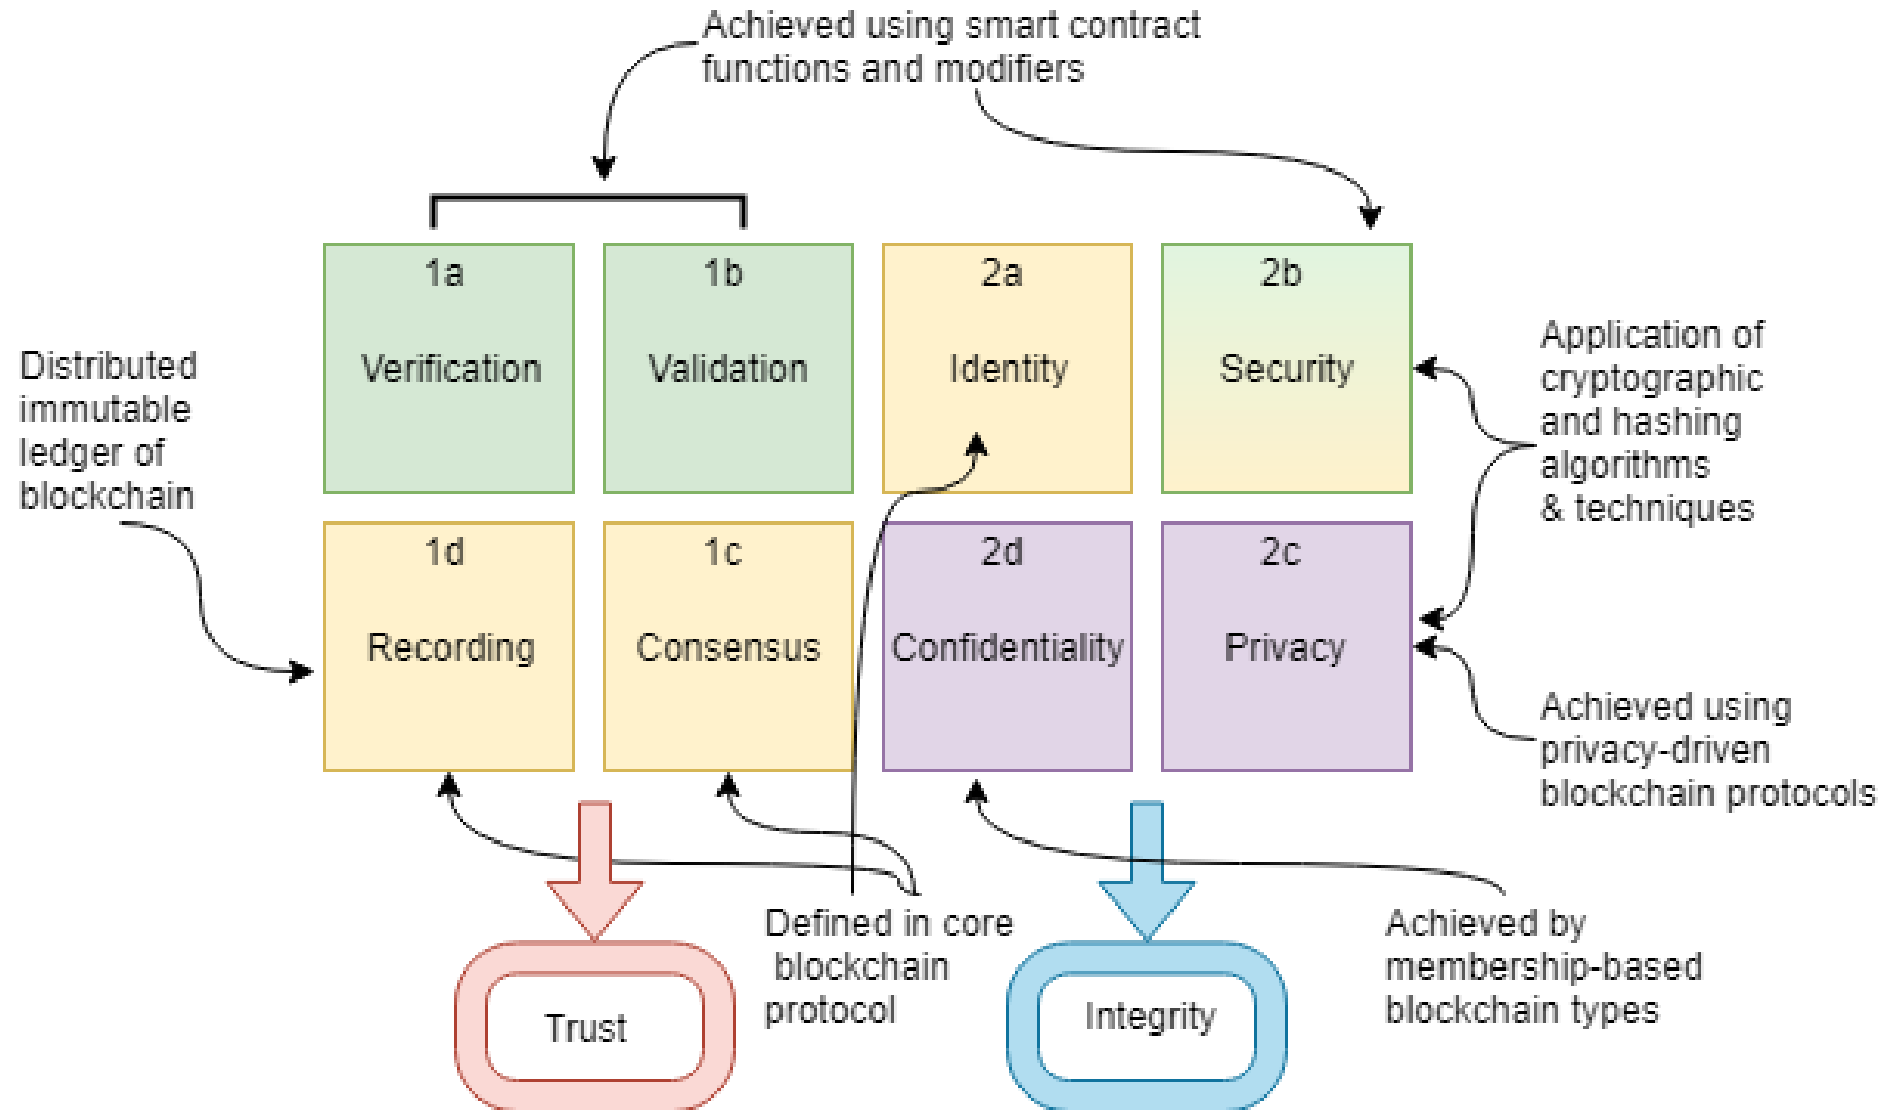 Achieved using smart contract
functions and modifiers
1a
Verification
1b
Validation
2a
Identity
2b
Security
Distributed
immutable
ledger of
blockchain
Application of
cryptographic
and hashing
algorithms
& techniques
1d
Recording
1c
Consensus
2d
Confidentiality
2c
Privacy
Achieved using
privacy-driven
blockchain protocols
Defined in core
blockchain
protocol
Achieved by
membership-based
blockchain types
Trust
Integrity